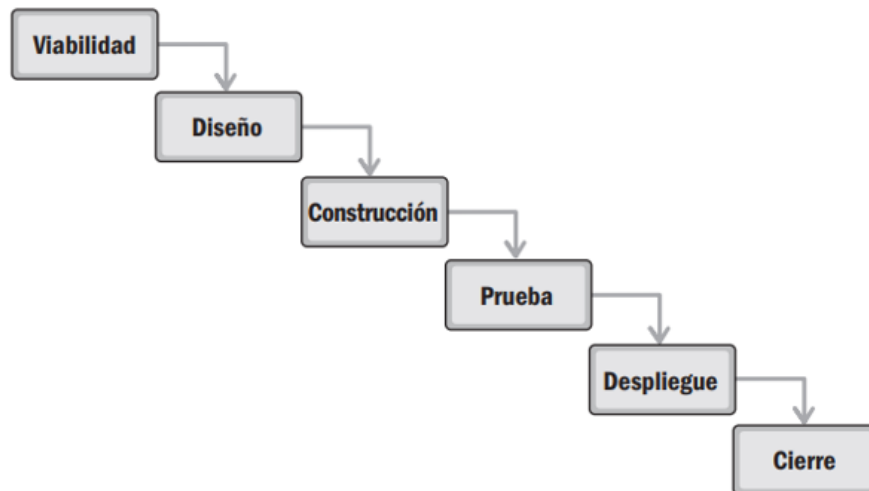 Viabilidad
Diseño
Construcción
Prueba
Despliegue
Cierre